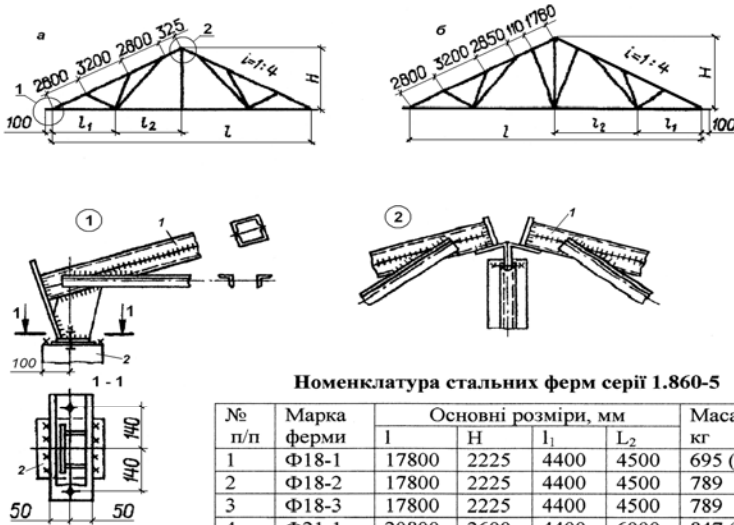 а
2800 3200 2800 325
2
i=1:4
H
1
100
l₁
l₂
l
б
2800 3200 2850 110 1760
i=1:4
H
l
l₂
l₁
100
1
1
1
1
100
2
2
1
1 - 1
2
140
140
50
50
Номенклатура стальних ферм серії 1.860-5
№ п/п Марка ферми Основні розміри, мм Маса кг
l H l₁ L₂
1 Ф18-1 17800 2225 4400 4500 695 (
2 Ф18-2 17800 2225 4400 4500 789
3 Ф18-3 17800 2225 4400 4500 789